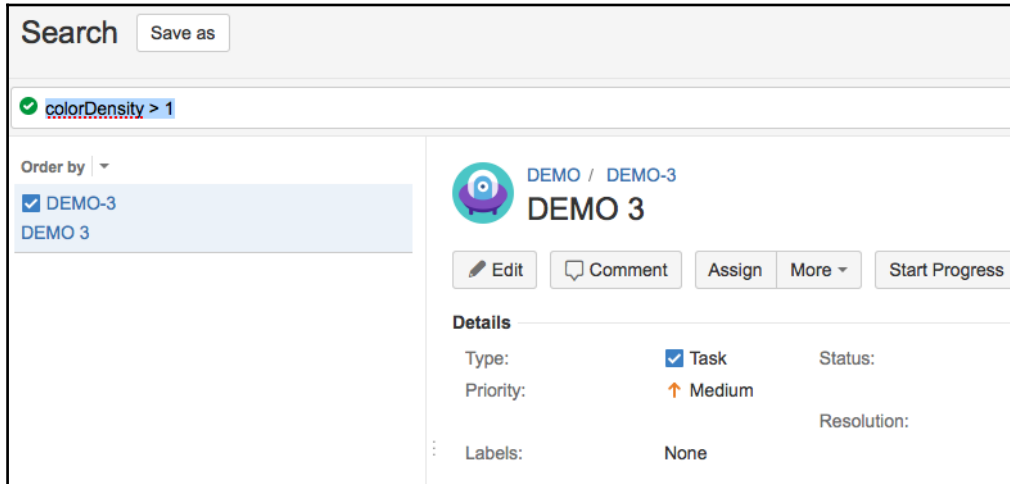 Search Save as
colorDensity > 1
Order by
DEMO-3
DEMO 3
DEMO / DEMO-3
DEMO 3
Edit Comment Assign More Start Progress
Details
Type: Task Status:
Priority: Medium
Resolution:
Labels: None